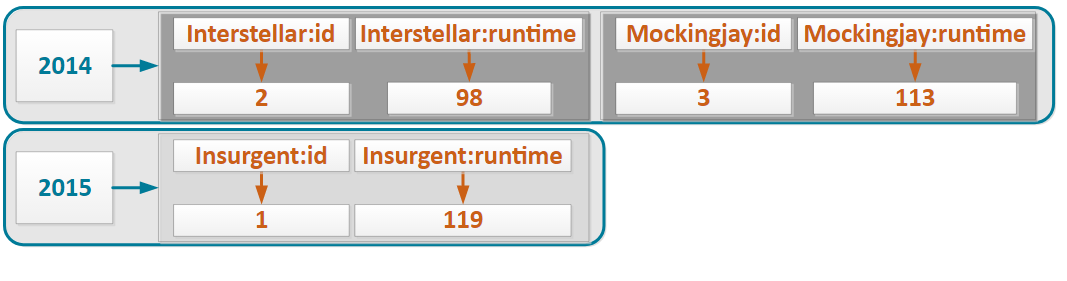 Interstellar:id Interstellar:runtime Mockingjay:id Mockingjay:runtime
2014
2 98 3 113
Insurgent:id Insurgent:runtime
2015
1 119